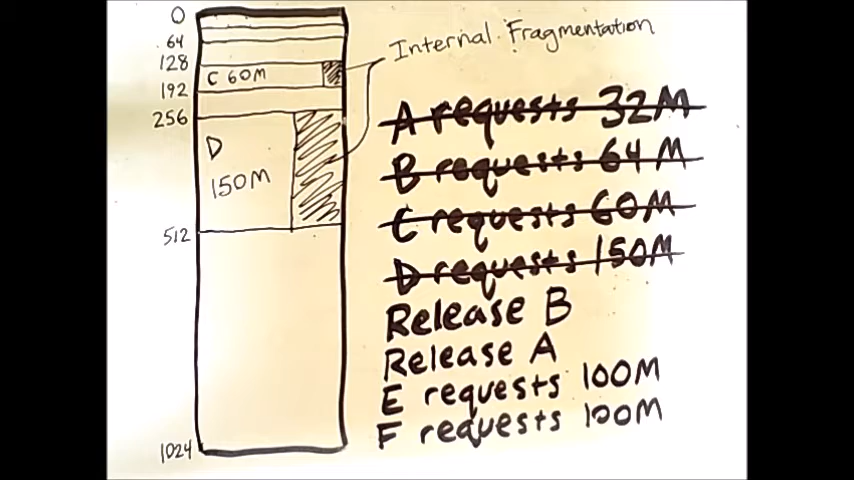 0
64
128
192
256
512
1024
C 60M
D
150M
Internal Fragmentation
A requests 32M
B requests 64M
C requests 60M
D requests 150M
Release B
Release A
E requests 100M
F requests 100M